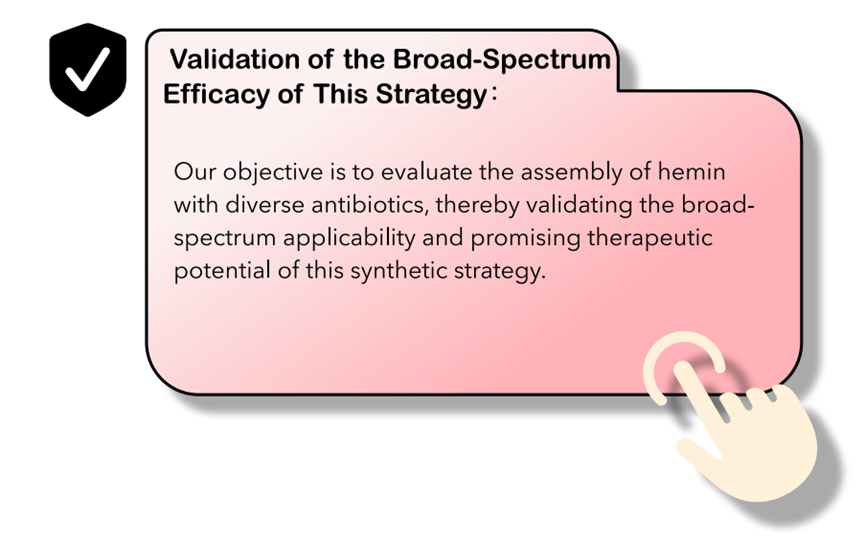 Validation of the Broad-Spectrum
Efficacy of This Strategy:
Our objective is to evaluate the assembly of hemin
with diverse antibiotics, thereby validating the broad-
spectrum applicability and promising therapeutic
potential of this synthetic strategy.